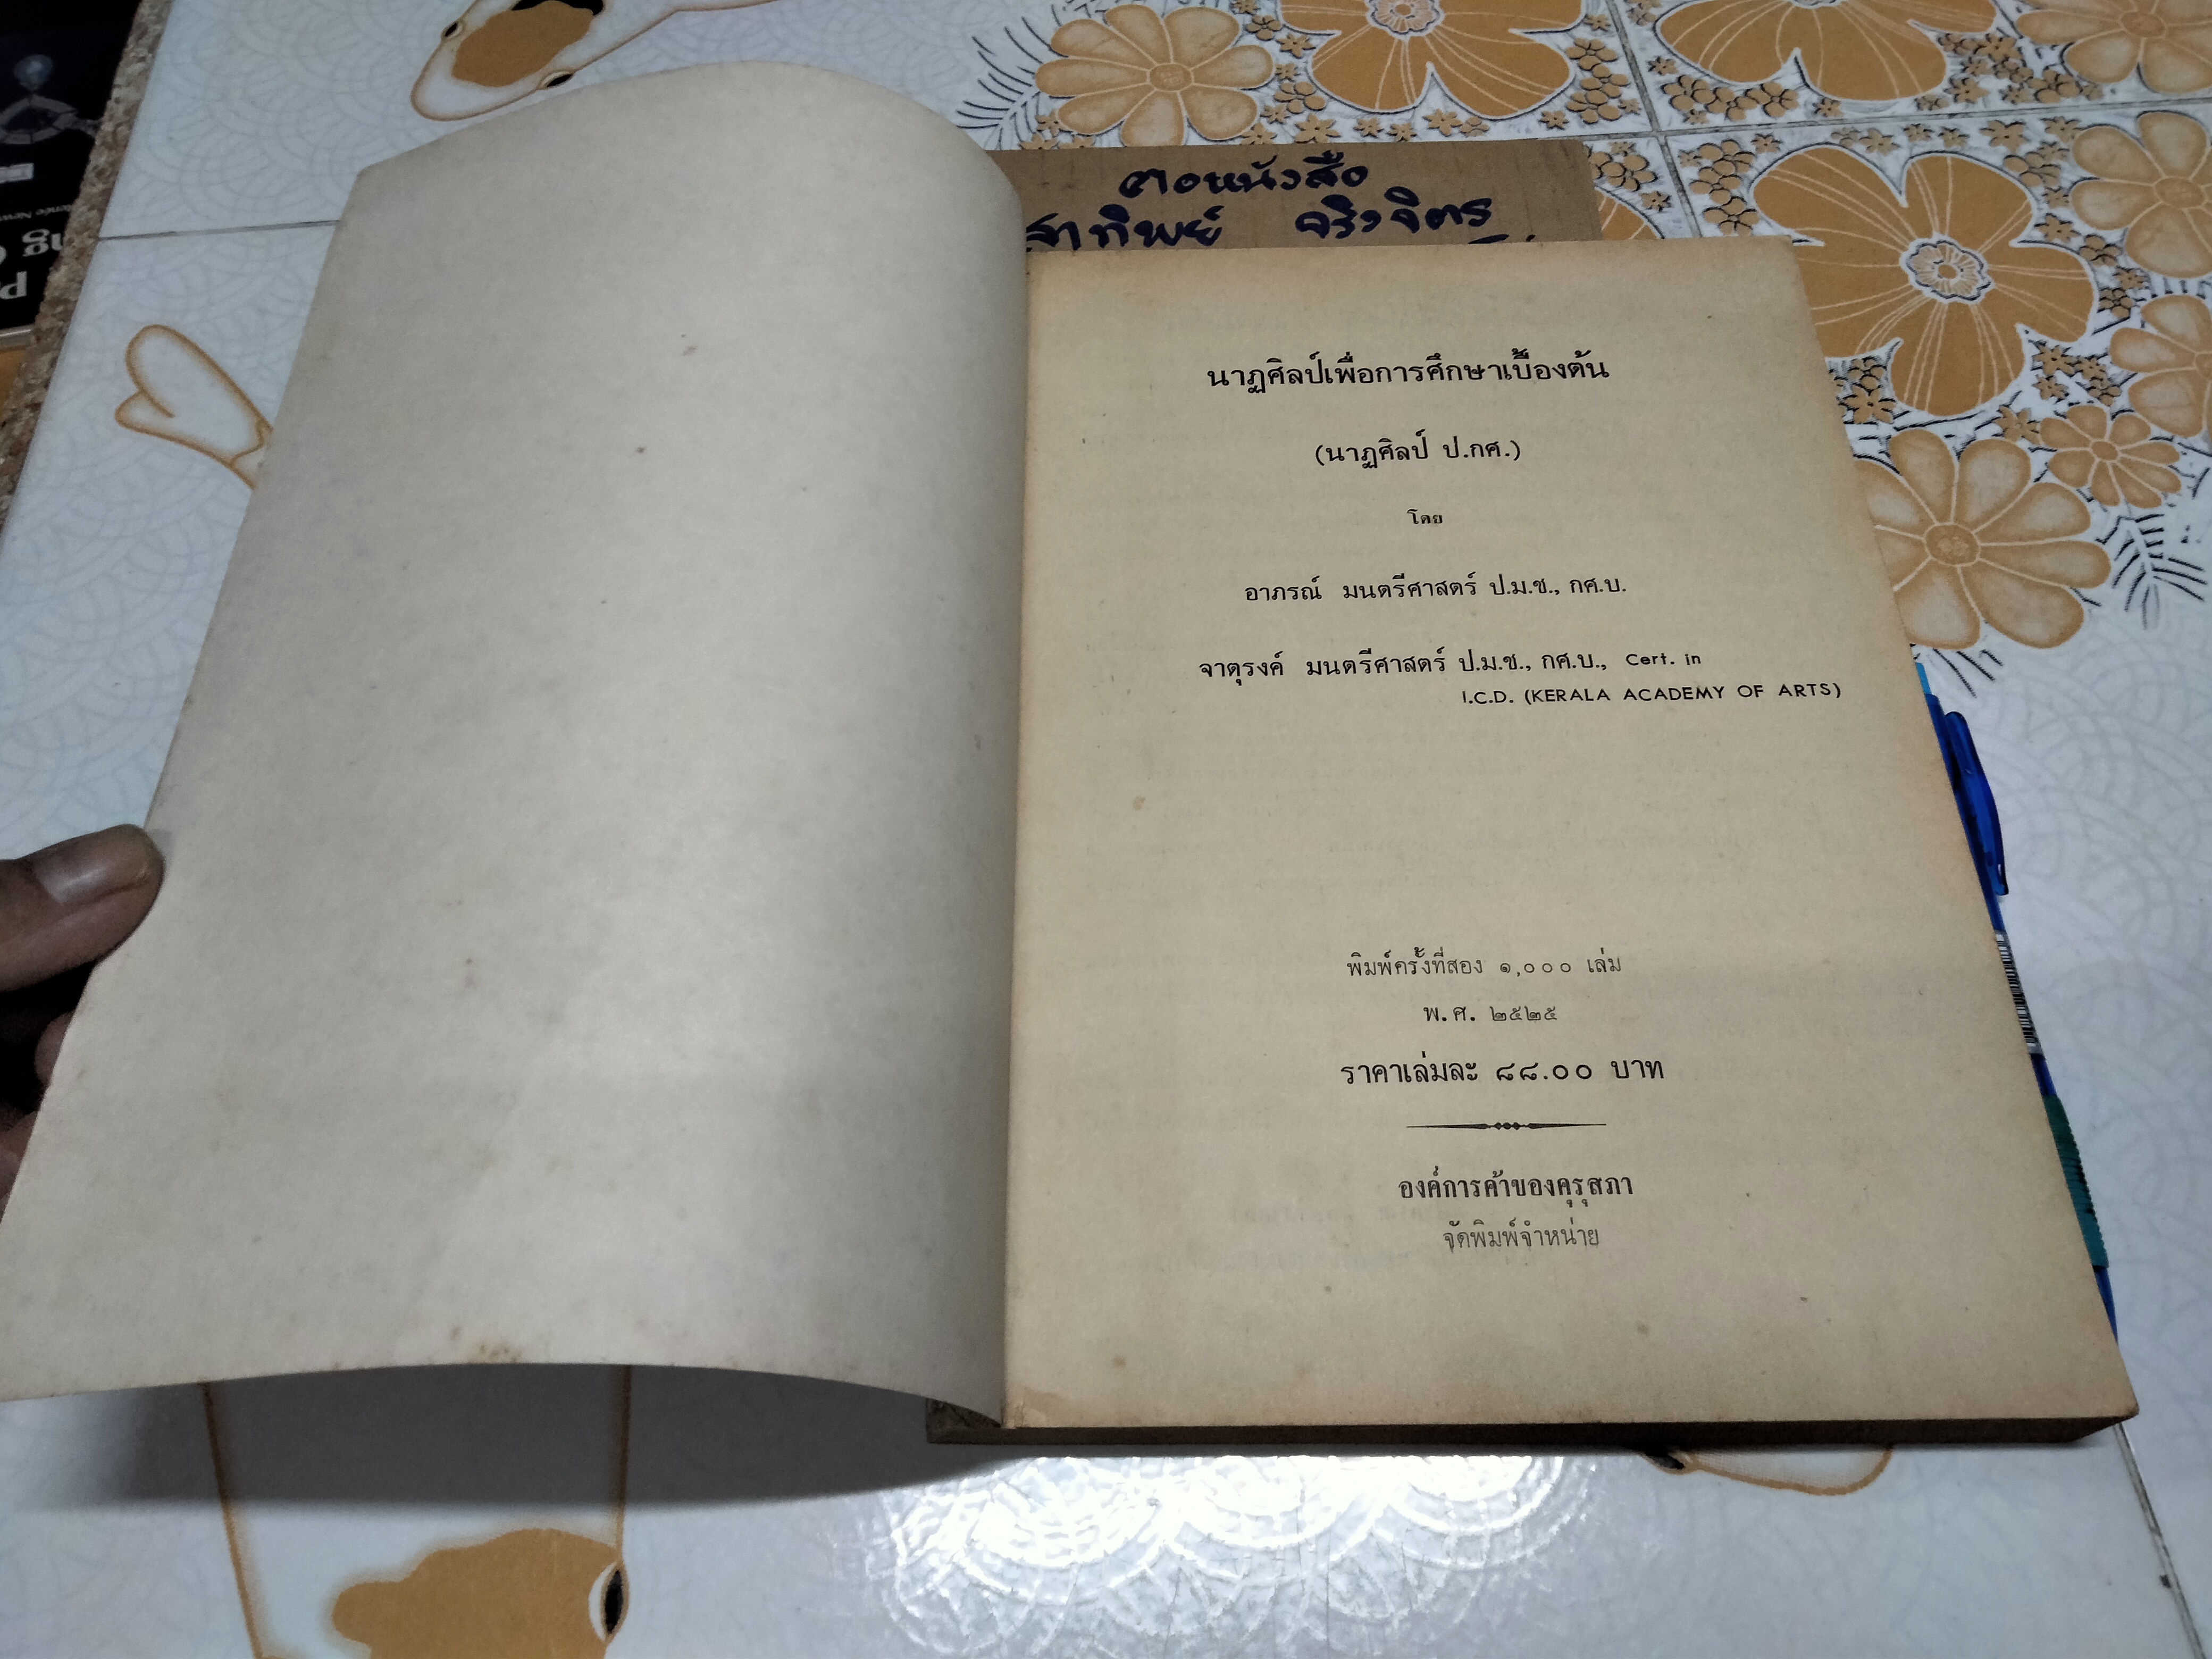 ตอหนังสือ
สาทิพย์ จริงจิตร
นาฏศิลป์เพื่อการศึกษาเบื้องต้น
(นาฏศิลป์ ป.กศ.)
โดย
อาภรณ์ มนตรีศาสตร์ ป.ม.ช., กศ.บ.
จาตุรงค์ มนตรีศาสตร์ ป.ม.ช., กศ.บ., Cert. in
I.C.D. (KERALA ACADEMY OF ARTS)
พิมพ์ครั้งที่สอง ๑,๐๐๐ เล่ม
พ.ศ. ๒๕๒๕
ราคาเล่มละ ๘๘.๐๐ บาท
องค์การค้าของคุรุสภา
จัดพิมพ์จำหน่าย